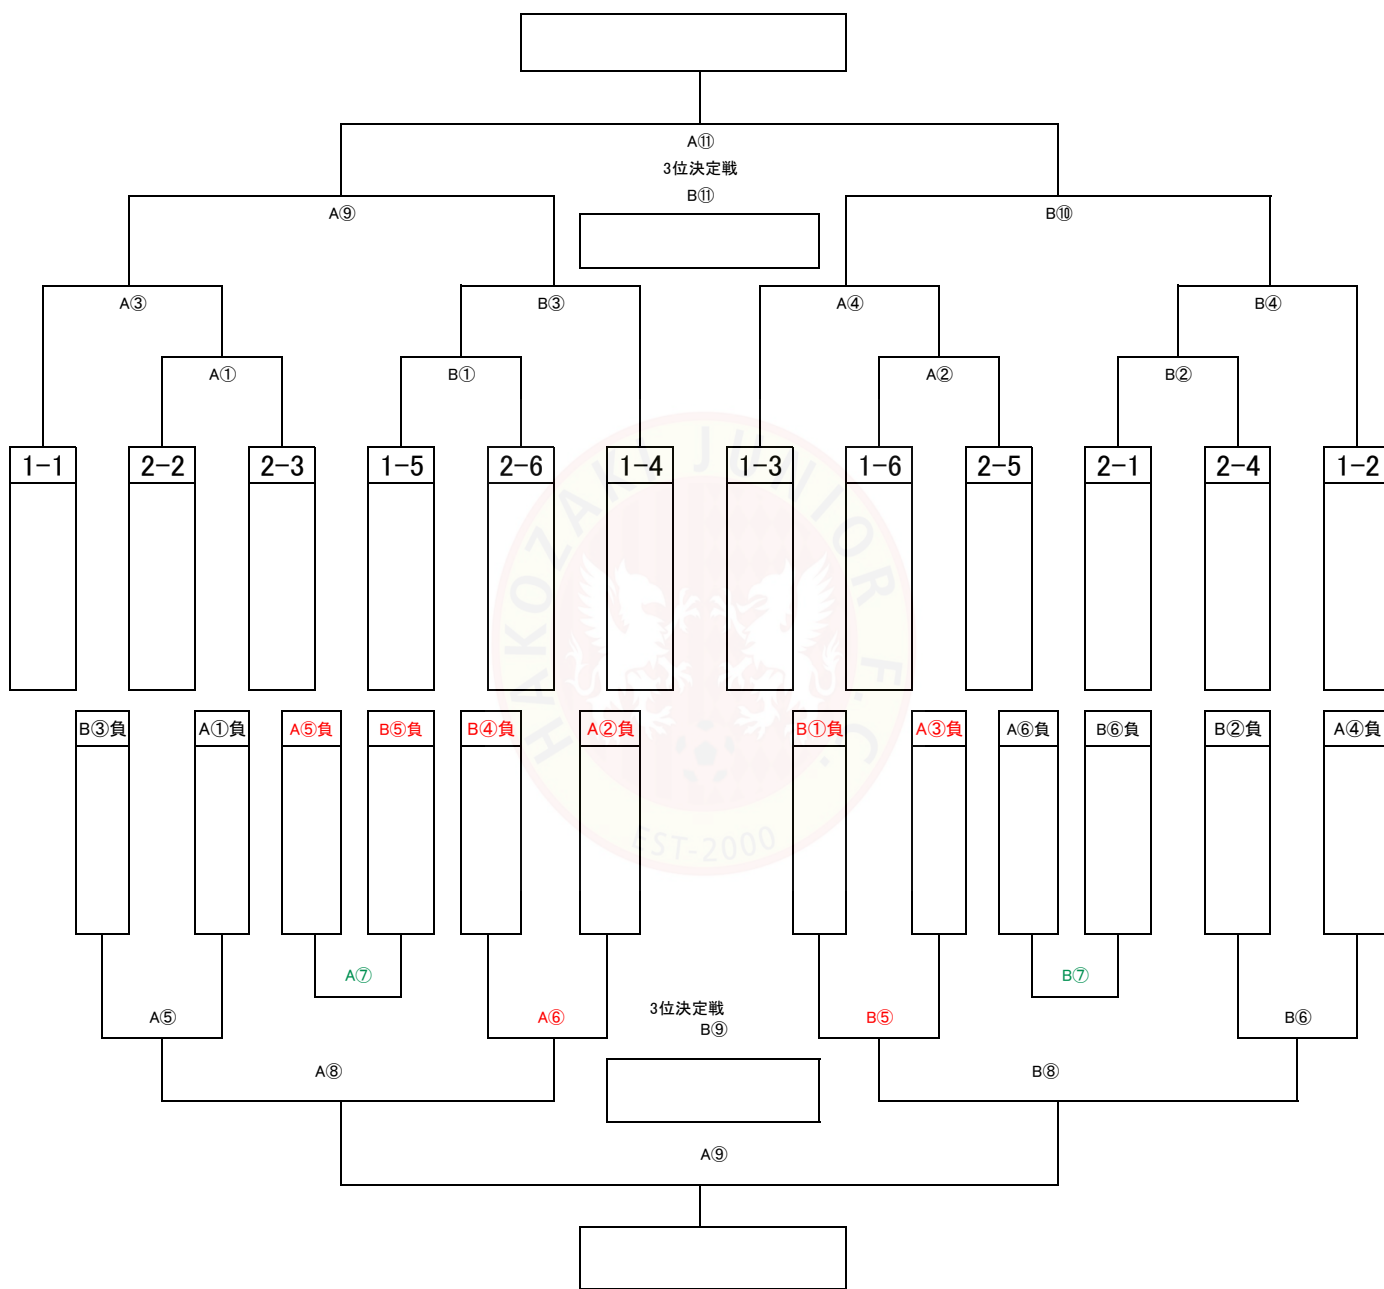 A⑪
3位決定戦
B⑪
A⑨ B⑩
A③ B③ A④ B④
A① B① A② B②
1-1 2-2 2-3 1-5 2-6 1-4 1-3 1-6 2-5 2-1 2-4 1-2
HAKOZAKI JUNIOR F.C.
B③負 A①負 A⑤負 B⑤負 B④負 A②負 B①負 A③負 A⑥負 B⑥負 B②負 A④負
EST-2000
A⑦ B⑦
A⑤ A⑥ 3位決定戦 B⑤ B⑥
B⑨
A⑧ B⑧
A⑨